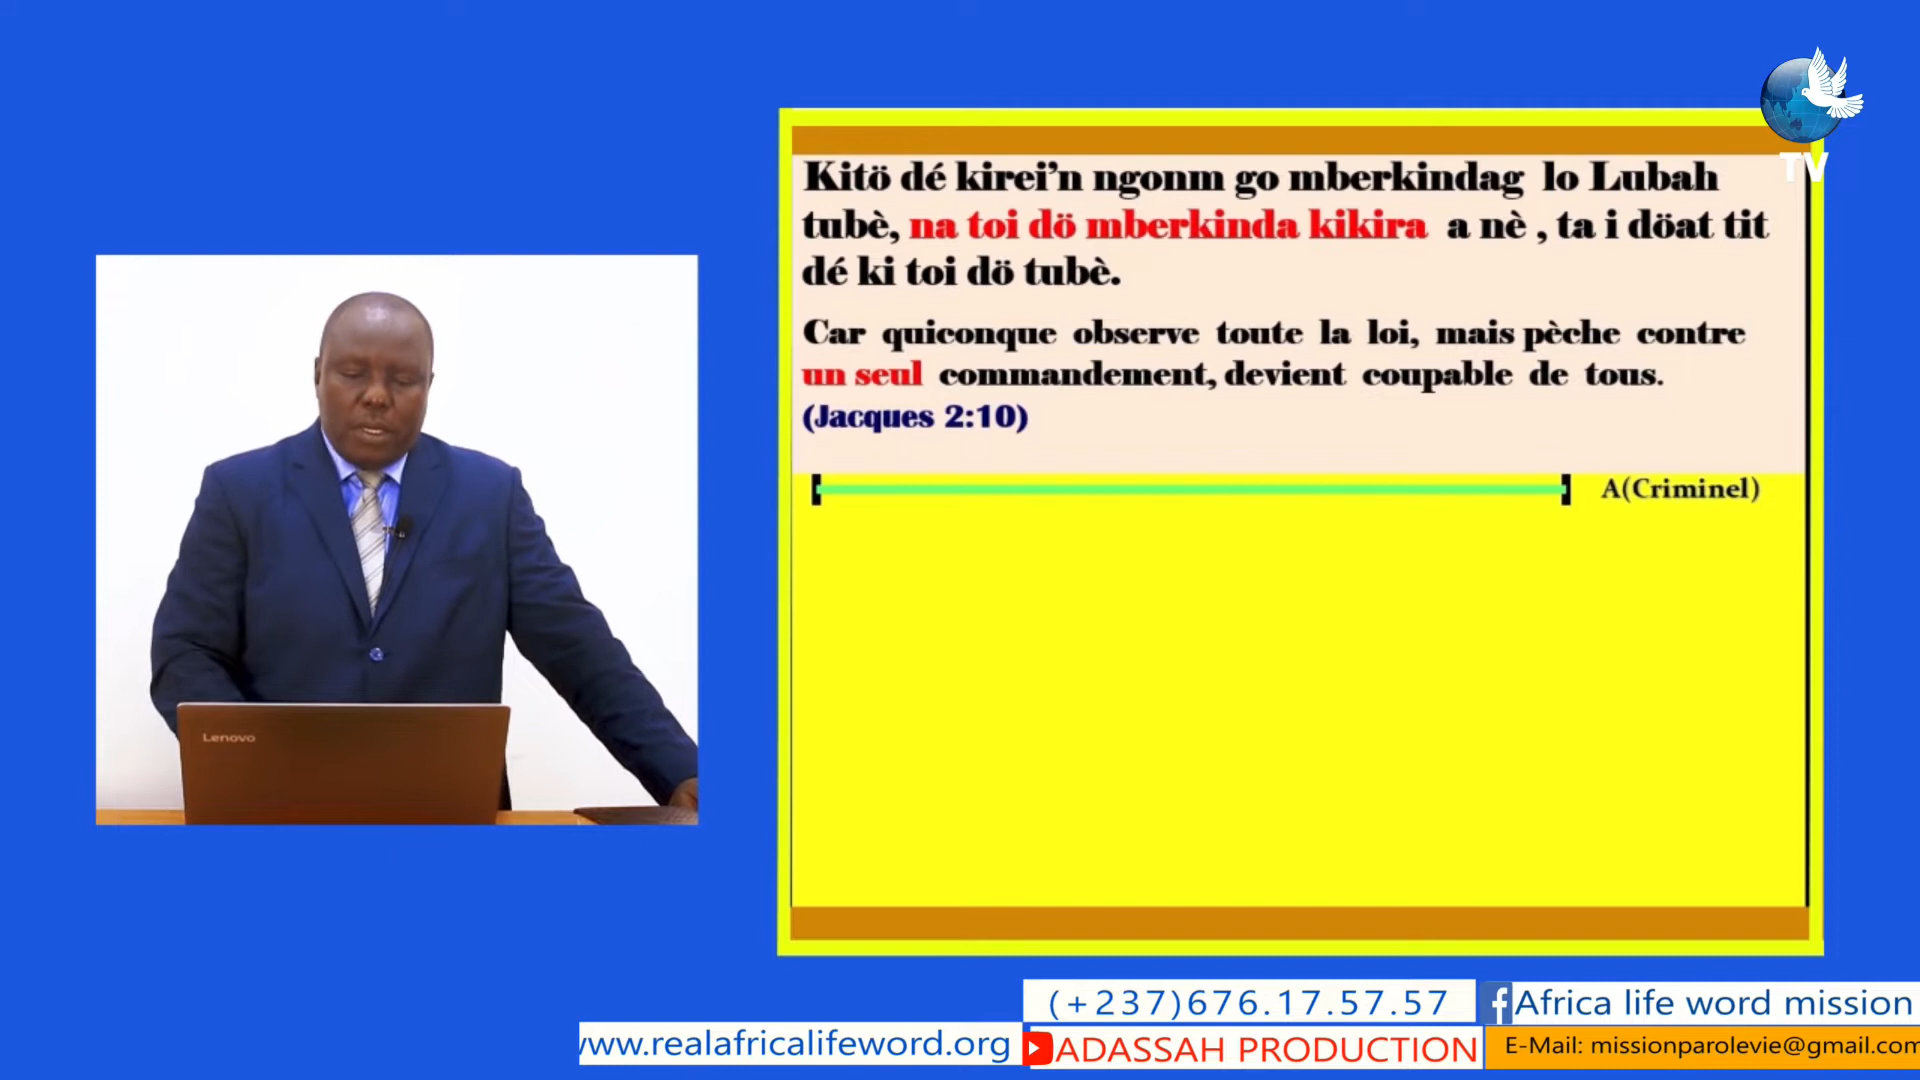 TV
Kitö dé kirei’n ngonm go mberkindag lo Lubah
tubè, na toi dö mberkinda kikira a nè , ta i döat tit
dé ki toi dö tubè.
Car quiconque observe toute la loi, mais pèche contre
un seul commandement, devient coupable de tous.
(Jacques 2:10)
A(Criminel)
Lenovo
(+237)676.17.57.57
Africa life word mission
www.realafricalifeword.org
ADASSAH PRODUCTION
E-Mail: missionparolevie@gmail.com